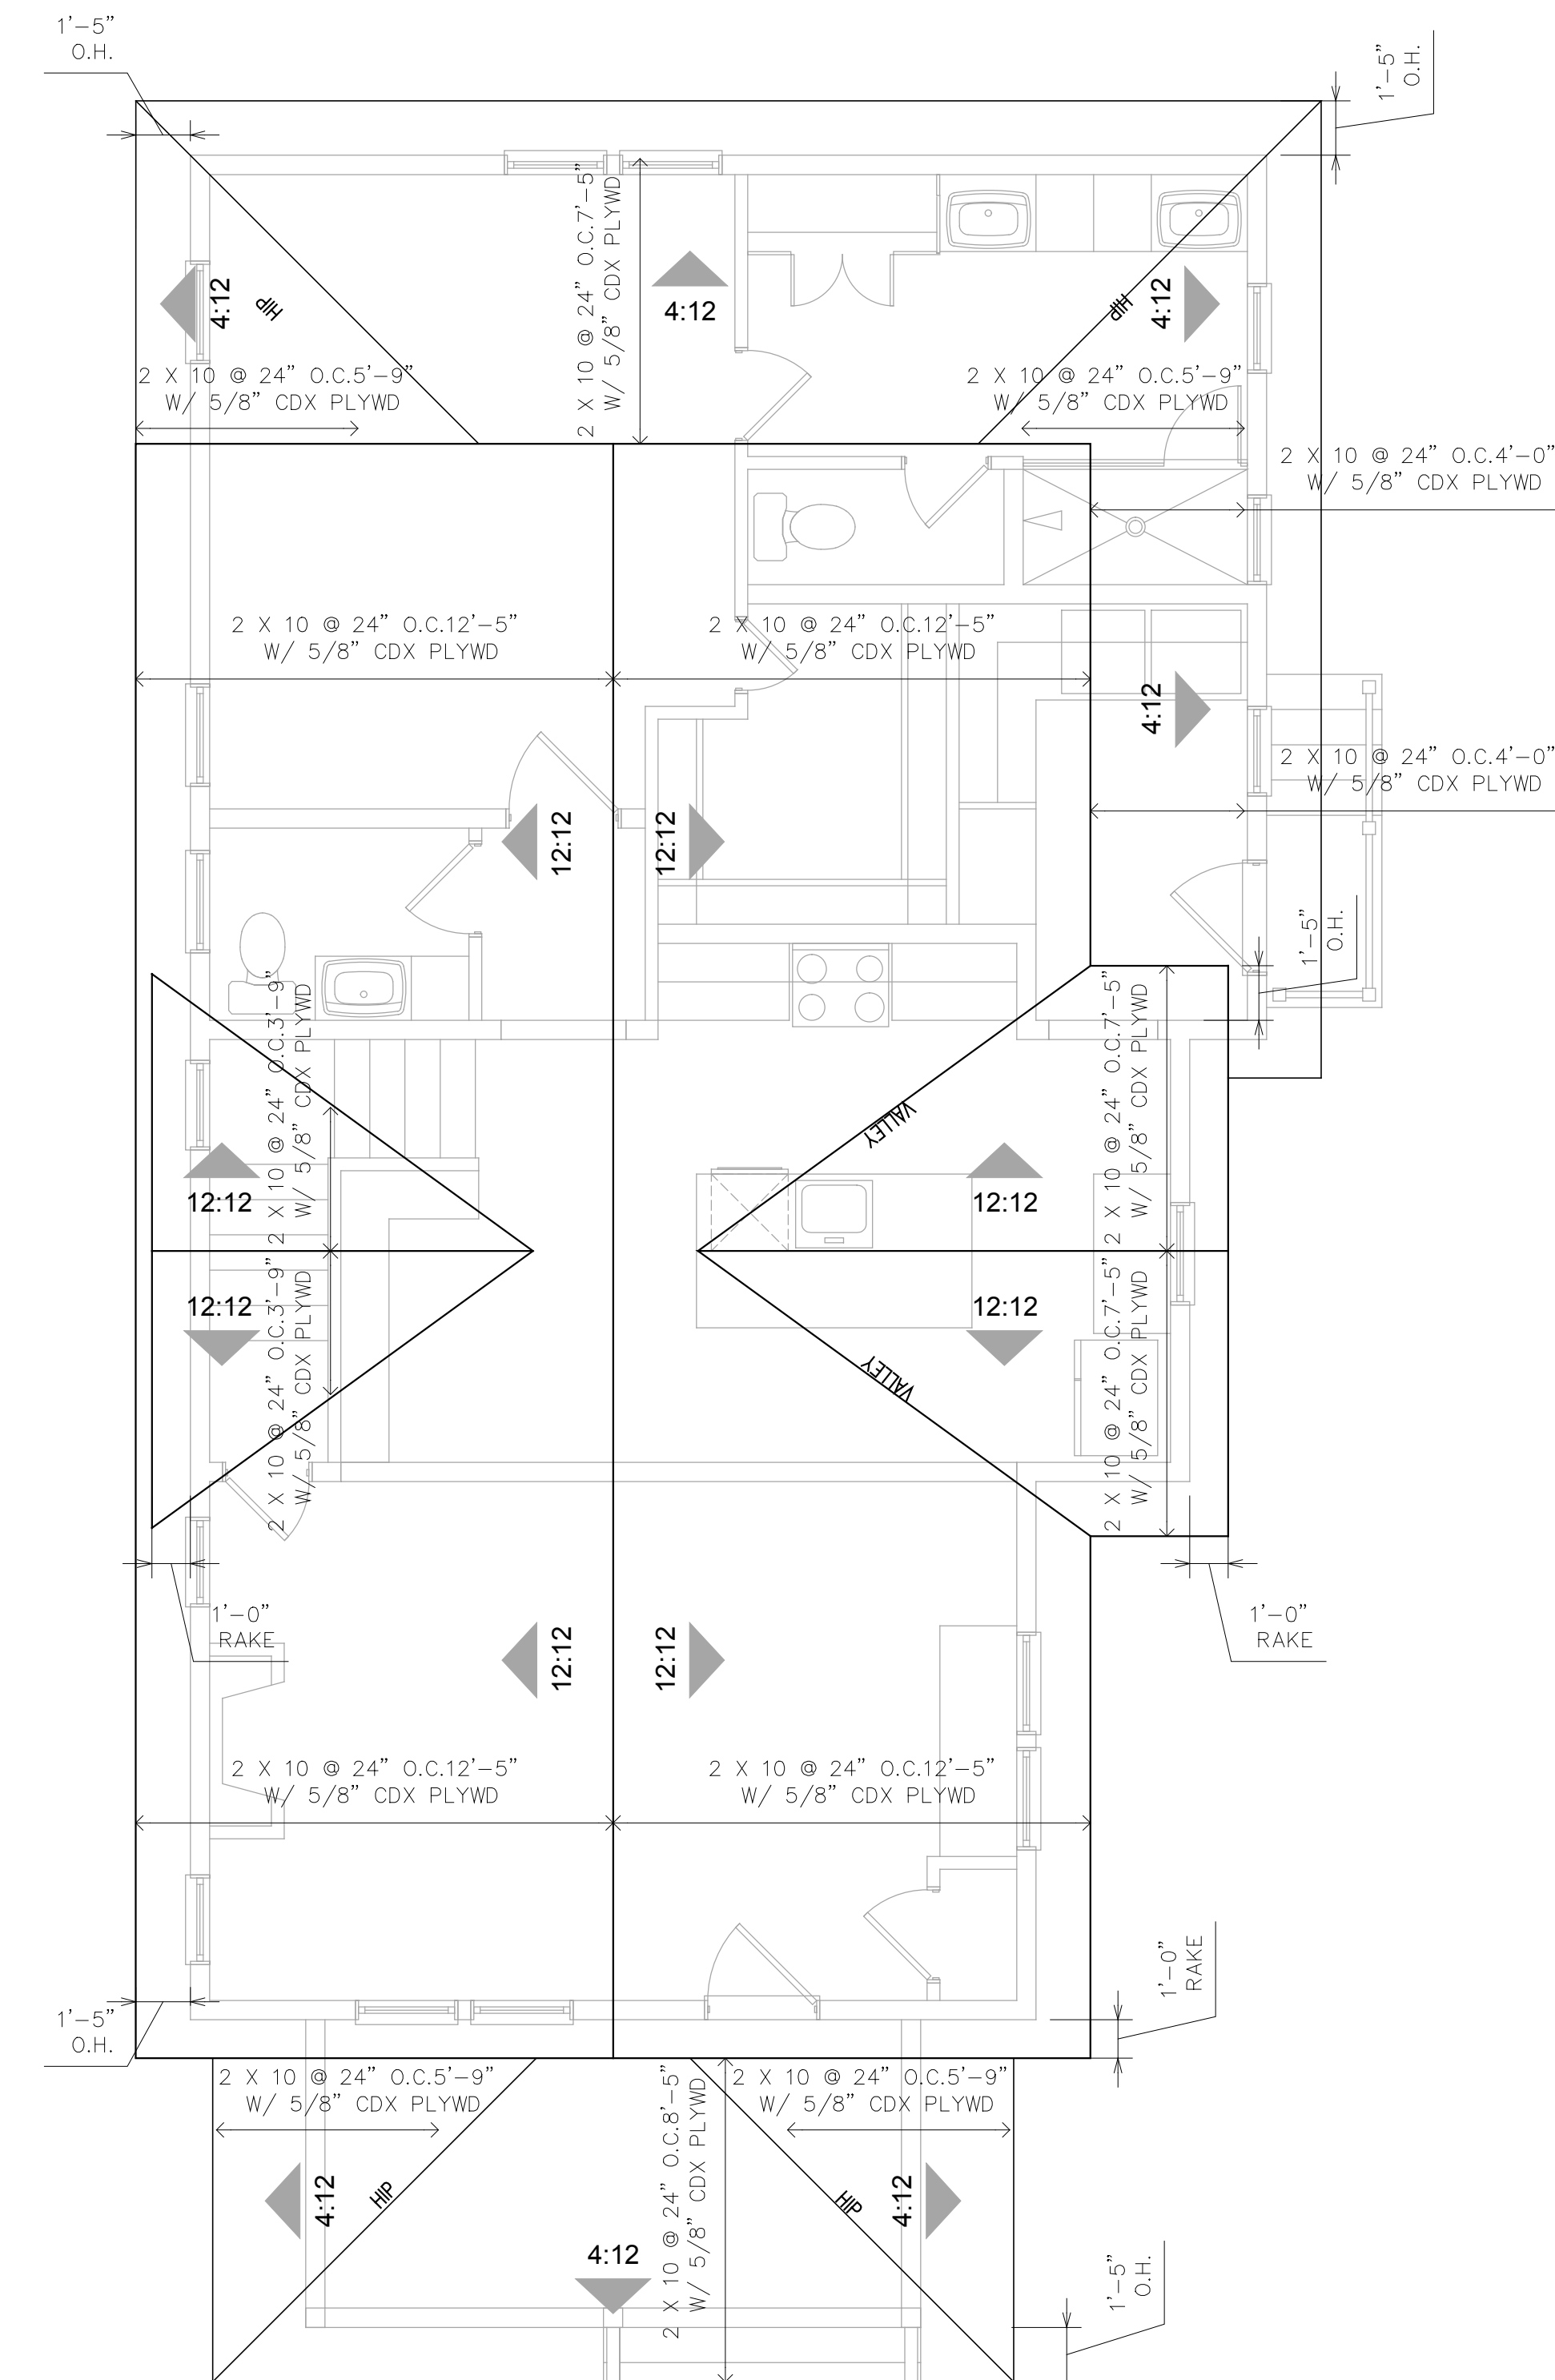 1'-5"
O.H.
1'-5"
O.H.
2 X 10 @ 24" O.C.7'-5"
W/ 5/8" CDX PLYWD
4:12
HIP
4:12
HIP
4:12
2 X 10 @ 24" O.C.5'-9"
W/ 5/8" CDX PLYWD
2 X 10 @ 24" O.C.5'-9"
W/ 5/8" CDX PLYWD
2 X 10 @ 24" O.C.4'-0"
W/ 5/8" CDX PLYWD
2 X 10 @ 24" O.C.12'-5"
W/ 5/8" CDX PLYWD
2 X 10 @ 24" O.C.12'-5"
W/ 5/8" CDX PLYWD
4:12
2 X 10 @ 24" O.C.4'-0"
W/ 5/8" CDX PLYWD
12:12
12:12
1'-5"
O.H.
2 X 10 @ 24" O.C.3'-9"
W/ 5/8" CDX PLYWD
2 X 10 @ 24" O.C.7'-5"
W/ 5/8" CDX PLYWD
VALLEY
12:12
12:12
12:12
12:12
2 X 10 @ 24" O.C.3'-9"
W/ 5/8" CDX PLYWD
2 X 10 @ 24" O.C.7'-5"
W/ 5/8" CDX PLYWD
VALLEY
1'-0"
RAKE
1'-0"
RAKE
12:12
12:12
2 X 10 @ 24" O.C.12'-5"
W/ 5/8" CDX PLYWD
2 X 10 @ 24" O.C.12'-5"
W/ 5/8" CDX PLYWD
1'-0"
RAKE
1'-5"
O.H.
2 X 10 @ 24" O.C.5'-9"
W/ 5/8" CDX PLYWD
2 X 10 @ 24" O.C.8'-5"
W/ 5/8" CDX PLYWD
2 X 10 @ 24" O.C.5'-9"
W/ 5/8" CDX PLYWD
4:12
HIP
HIP
4:12
4:12
1'-5"
O.H.